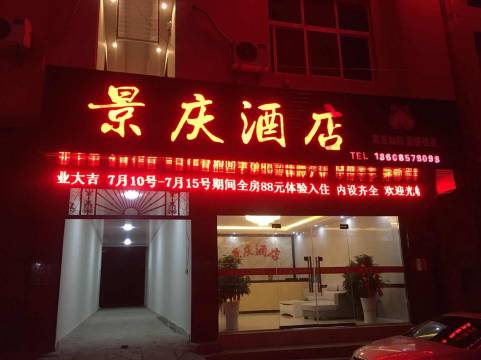 景庆酒店
TEL 18608579098
业大吉 7月10号-7月15号期间全房88元体验入住 内设齐全 欢迎光
景庆酒店